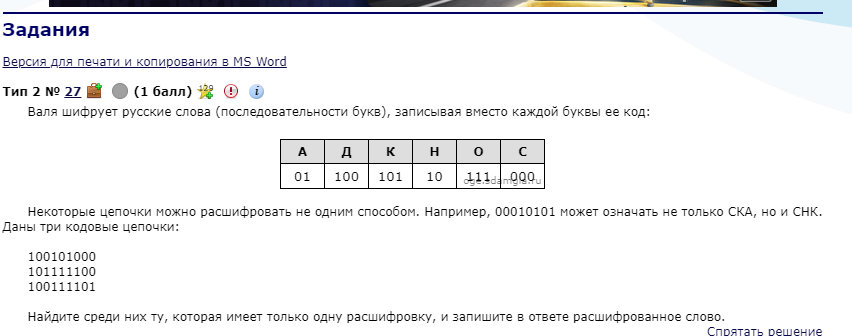 Задания
Версия для печати и копирования в MS Word
Тип 2 № 27 (1 балл)
Валя шифрует русские слова (последовательности букв), записывая вместо каждой буквы ее код:
А Д К Н О С
01 100 101 10 111 000
oge.sdamgia.ru
Некоторые цепочки можно расшифровать не одним способом. Например, 00010101 может означать не только СКА, но и СНК.
Даны три кодовые цепочки:
100101000
101111100
100111101
Найдите среди них ту, которая имеет только одну расшифровку, и запишите в ответе расшифрованное слово.
Спрятать решение